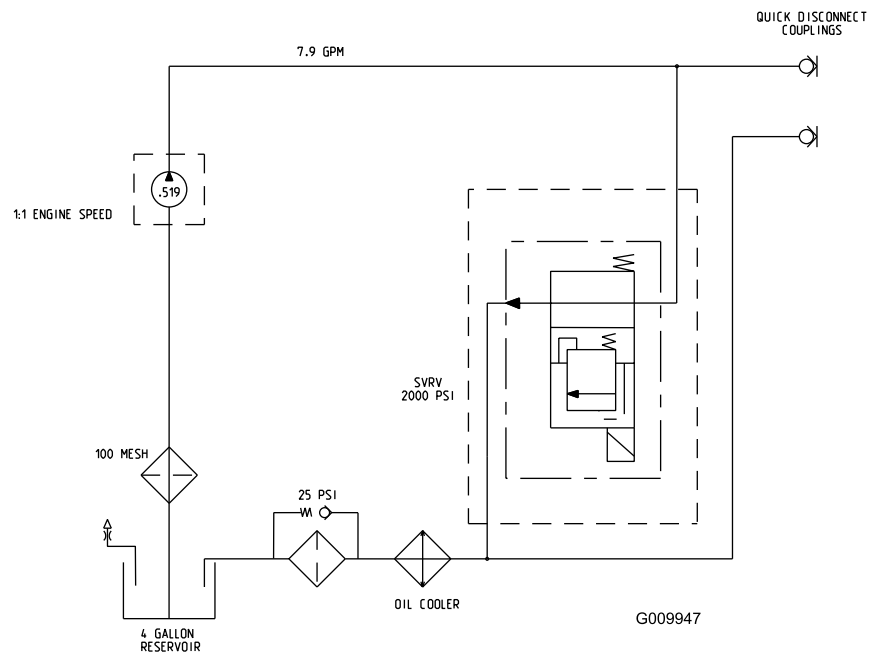 QUICK DISCONNECT
COUPLINGS
7.9 GPM
.519
1:1 ENGINE SPEED
SVRV
2000 PSI
100 MESH
25 PSI
OIL COOLER
G009947
4 GALLON
RESERVOIR